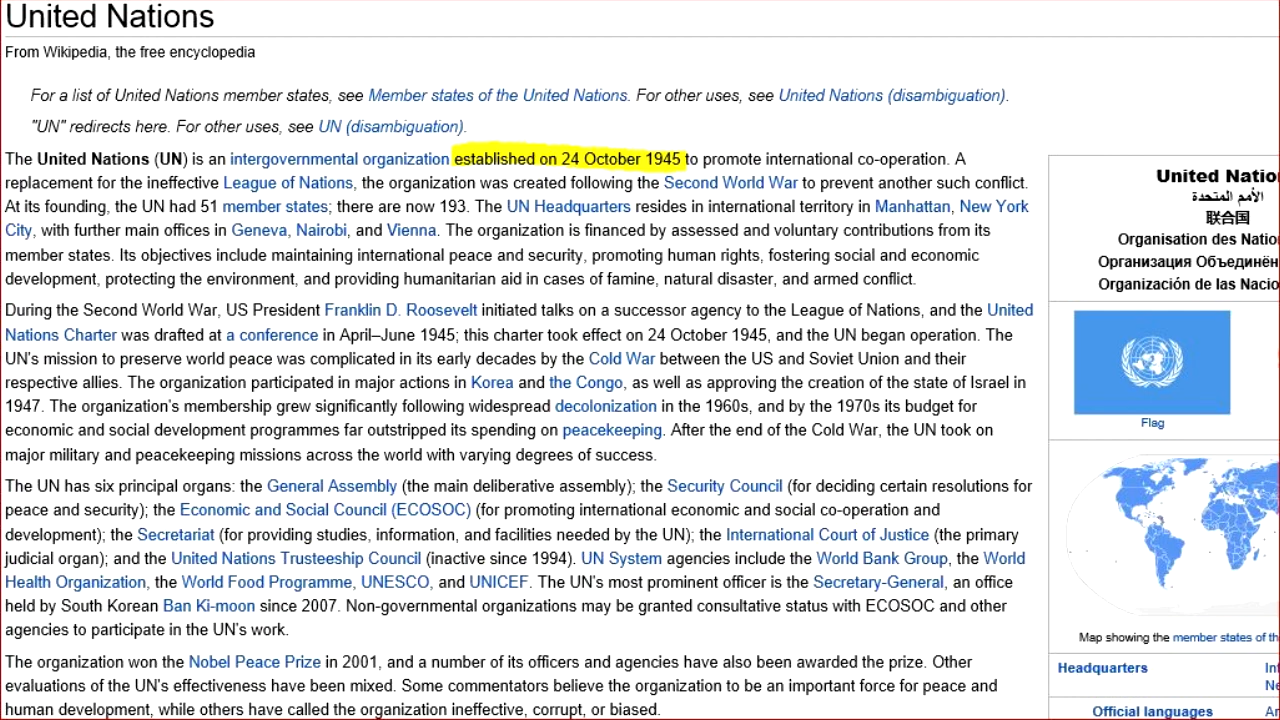 United Nations
From Wikipedia, the free encyclopedia
For a list of United Nations member states, see Member states of the United Nations. For other uses, see United Nations (disambiguation).
"UN" redirects here. For other uses, see UN (disambiguation).
The United Nations (UN) is an intergovernmental organization established on 24 October 1945 to promote international co-operation. A
replacement for the ineffective League of Nations, the organization was created following the Second World War to prevent another such conflict.
At its founding, the UN had 51 member states; there are now 193. The UN Headquarters resides in international territory in Manhattan, New York
City, with further main offices in Geneva, Nairobi, and Vienna. The organization is financed by assessed and voluntary contributions from its
member states. Its objectives include maintaining international peace and security, promoting human rights, fostering social and economic
development, protecting the environment, and providing humanitarian aid in cases of famine, natural disaster, and armed conflict.
During the Second World War, US President Franklin D. Roosevelt initiated talks on a successor agency to the League of Nations, and the United
Nations Charter was drafted at a conference in April–June 1945; this charter took effect on 24 October 1945, and the UN began operation. The
UN's mission to preserve world peace was complicated in its early decades by the Cold War between the US and Soviet Union and their
respective allies. The organization participated in major actions in Korea and the Congo, as well as approving the creation of the state of Israel in
1947. The organization's membership grew significantly following widespread decolonization in the 1960s, and by the 1970s its budget for
economic and social development programmes far outstripped its spending on peacekeeping. After the end of the Cold War, the UN took on
major military and peacekeeping missions across the world with varying degrees of success.
The UN has six principal organs: the General Assembly (the main deliberative assembly); the Security Council (for deciding certain resolutions for
peace and security); the Economic and Social Council (ECOSOC) (for promoting international economic and social co-operation and
development); the Secretariat (for providing studies, information, and facilities needed by the UN); the International Court of Justice (the primary
judicial organ); and the United Nations Trusteeship Council (inactive since 1994). UN System agencies include the World Bank Group, the World
Health Organization, the World Food Programme, UNESCO, and UNICEF. The UN's most prominent officer is the Secretary-General, an office
held by South Korean Ban Ki-moon since 2007. Non-governmental organizations may be granted consultative status with ECOSOC and other
agencies to participate in the UN's work.
The organization won the Nobel Peace Prize in 2001, and a number of its officers and agencies have also been awarded the prize. Other
evaluations of the UN's effectiveness have been mixed. Some commentators believe the organization to be an important force for peace and
human development, while others have called the organization ineffective, corrupt, or biased.
United Natio
الأمم المتحدة
联合国
Organisation des Natio
Организация Объединён
Organización de las Nacio
Flag
Map showing the member states of th
Headquarters
Int
Ne
Official languages
Ar